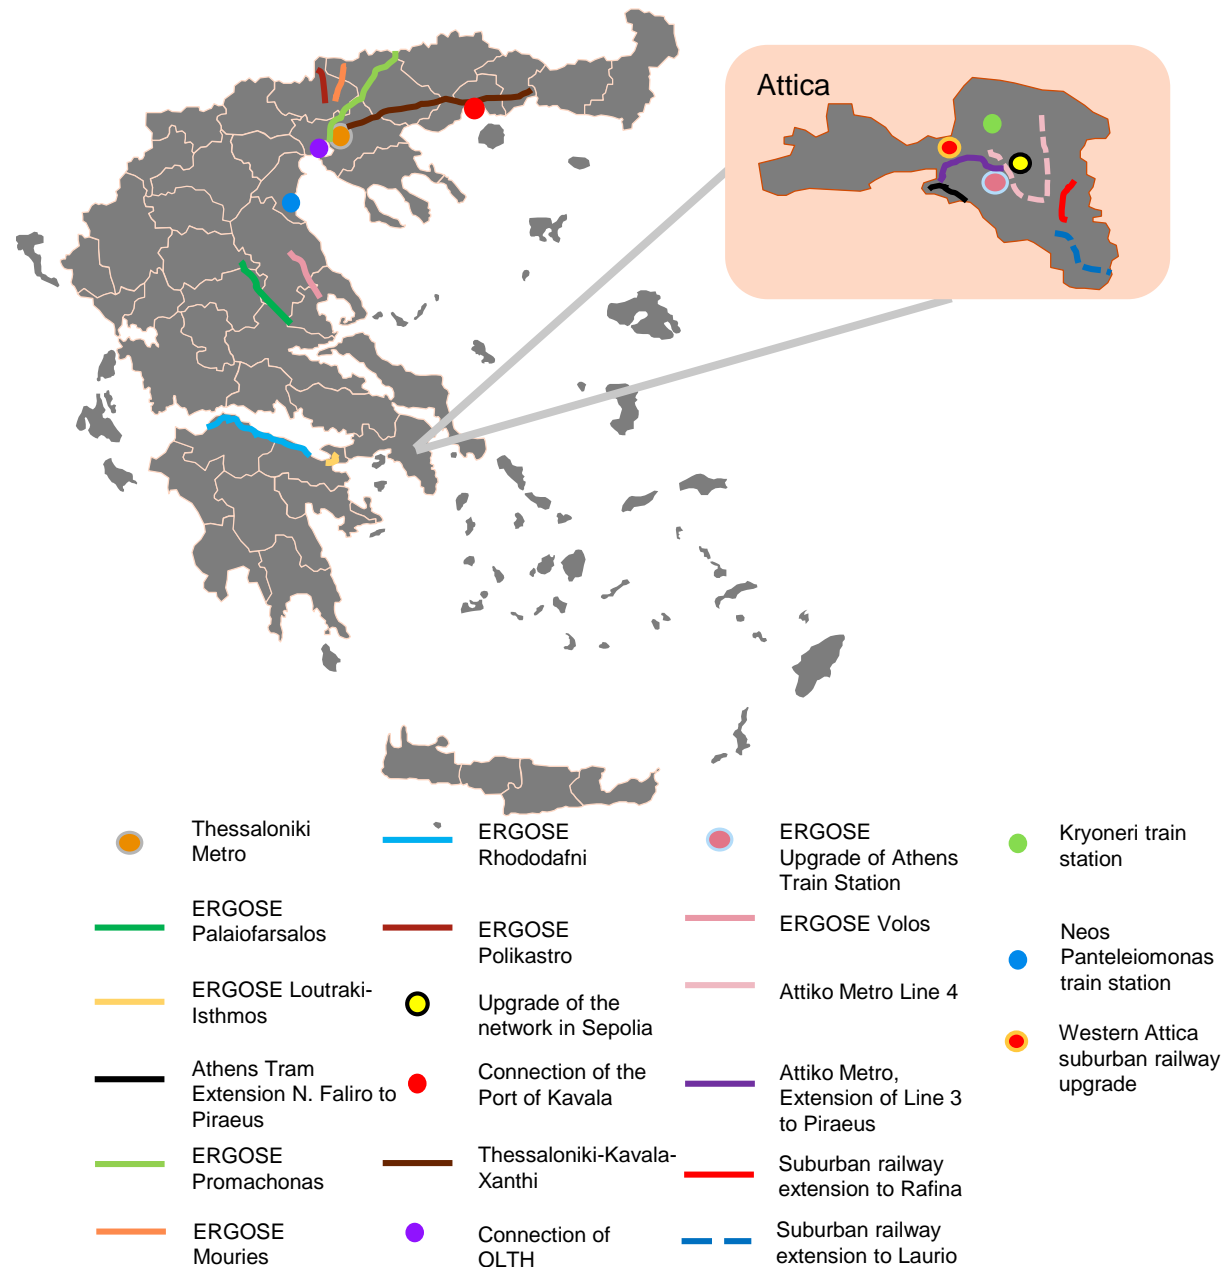 Attica
Thessaloniki
Metro
ERGOSE
Palaiofarsalos
ERGOSE Loutraki-
Isthmos
Athens Tram
Extension N. Faliro to
Piraeus
ERGOSE
Promachonas
ERGOSE
Mouries
ERGOSE
Rhododafni
ERGOSE
Polikastro
Upgrade of the
network in Sepolia
Connection of the
Port of Kavala
Thessaloniki-Kavala-
Xanthi
Connection of
OLTH
ERGOSE
Upgrade of Athens
Train Station
ERGOSE Volos
Attiko Metro Line 4
Attiko Metro,
Extension of Line 3
to Piraeus
Suburban railway
extension to Rafina
Suburban railway
extension to Laurio
Kryoneri train
station
Neos
Panteleiomonas
train station
Western Attica
suburban railway
upgrade